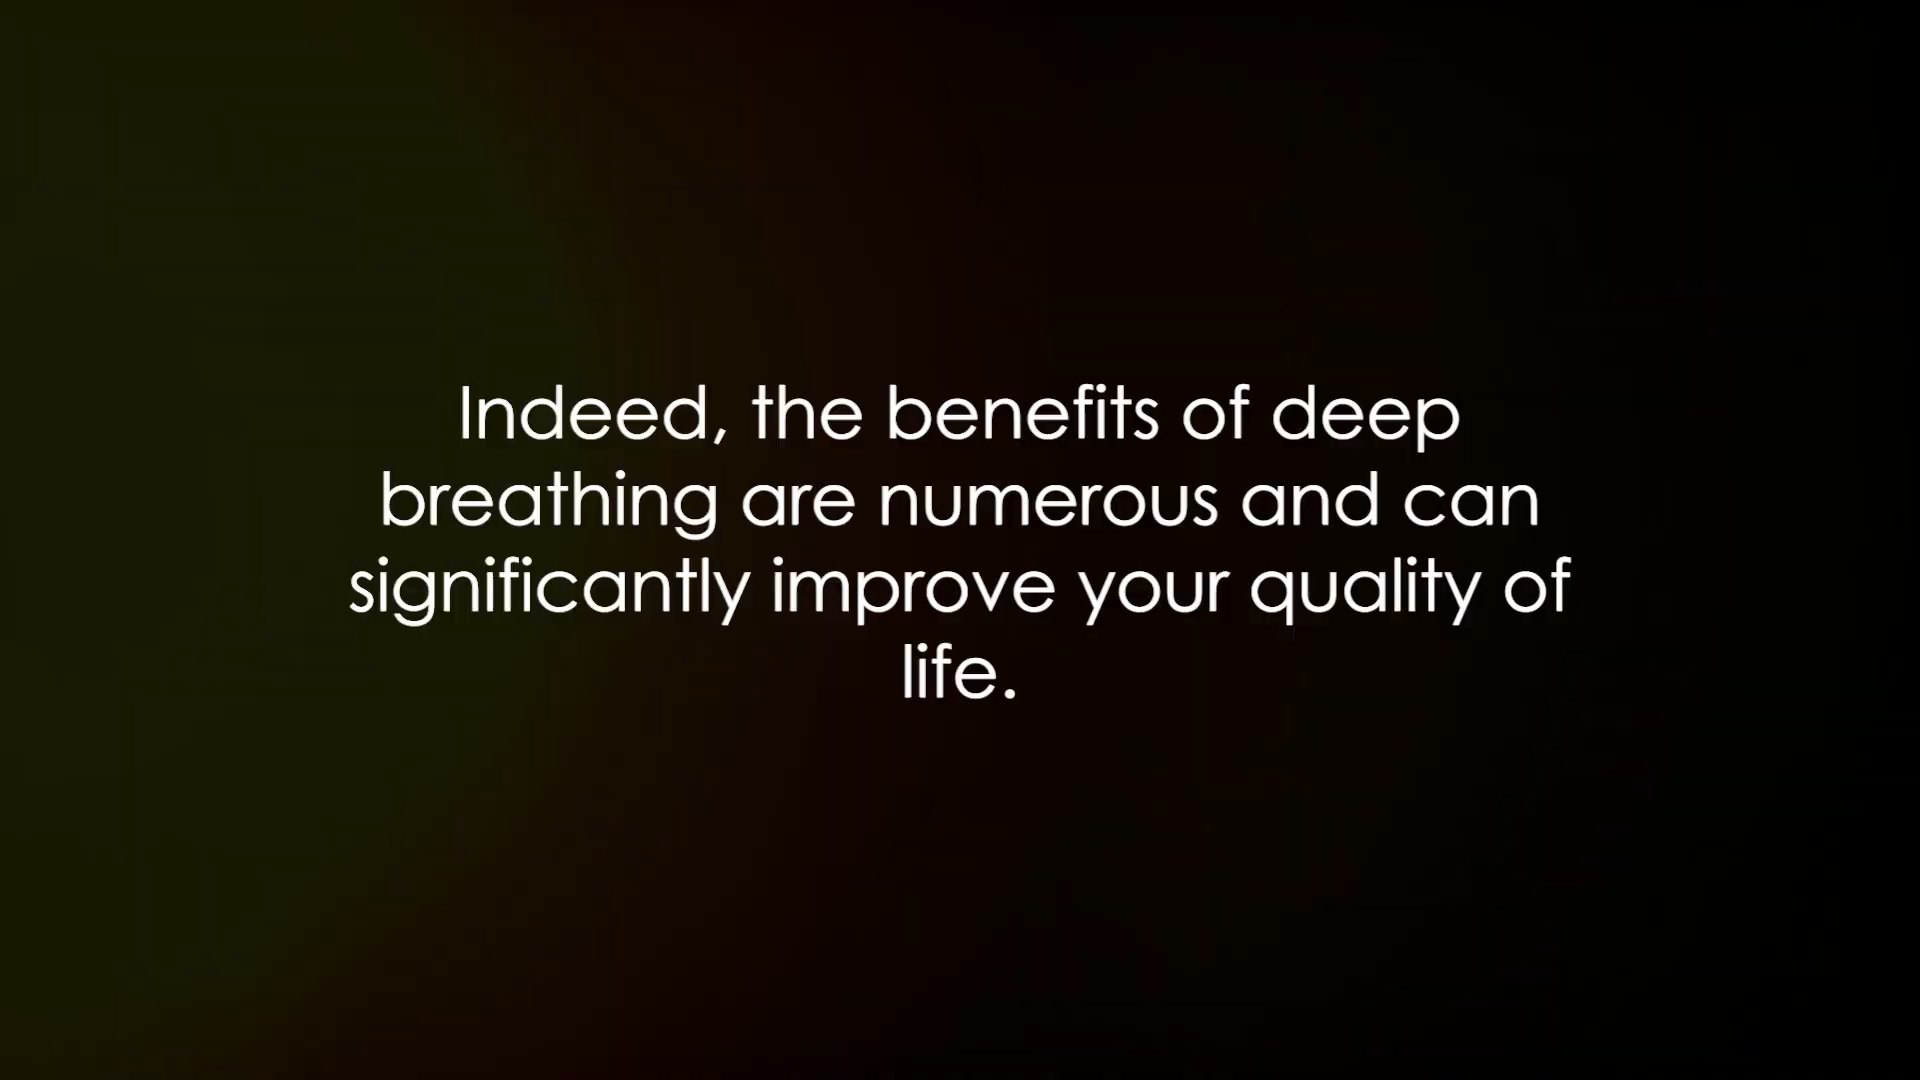 Indeed, the benefits of deep
breathing are numerous and can
significantly improve your quality of
life.